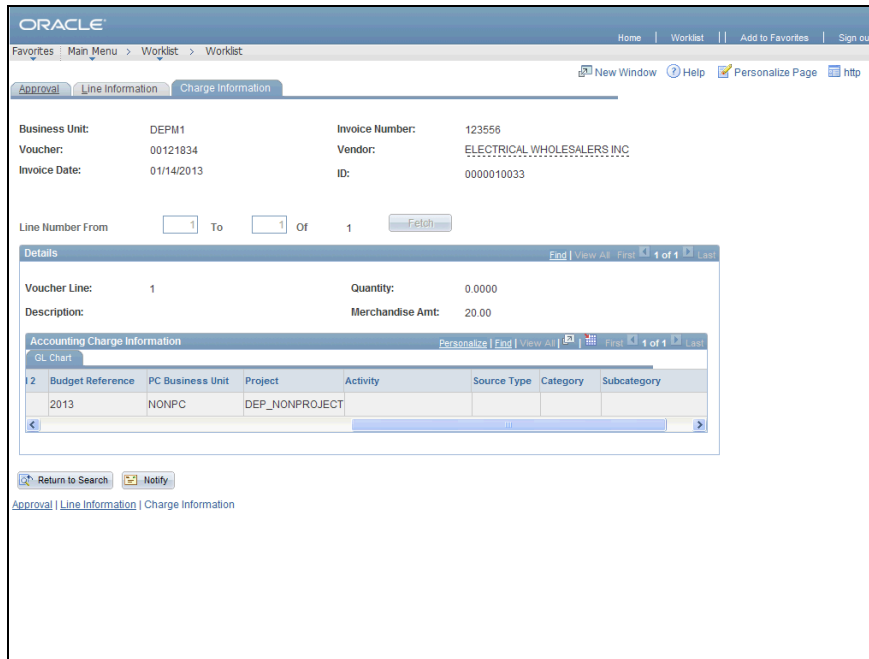 ORACLE
Home | Worklist || Add to Favorites | Sign ou
Favorites Main Menu > Worklist > Worklist
New Window Help Personalize Page http
Approval Line Information Charge Information
Business Unit: DEPM1 Invoice Number: 123556
Voucher: 00121834 Vendor: ELECTRICAL WHOLESALERS INC
Invoice Date: 01/14/2013 ID: 0000010033
Line Number From 1 To 1 Of 1 Fetch
Details Find | View All First 1 of 1 Last
Voucher Line: 1 Quantity: 0.0000
Description: Merchandise Amt: 20.00
Accounting Charge Information Personalize | Find | View All | | First 1 of 1 Last
GL Chart
l 2 Budget Reference PC Business Unit Project Activity Source Type Category Subcategory
2013 NONPC DEP_NONPROJECT
Return to Search Notify
Approval | Line Information | Charge Information